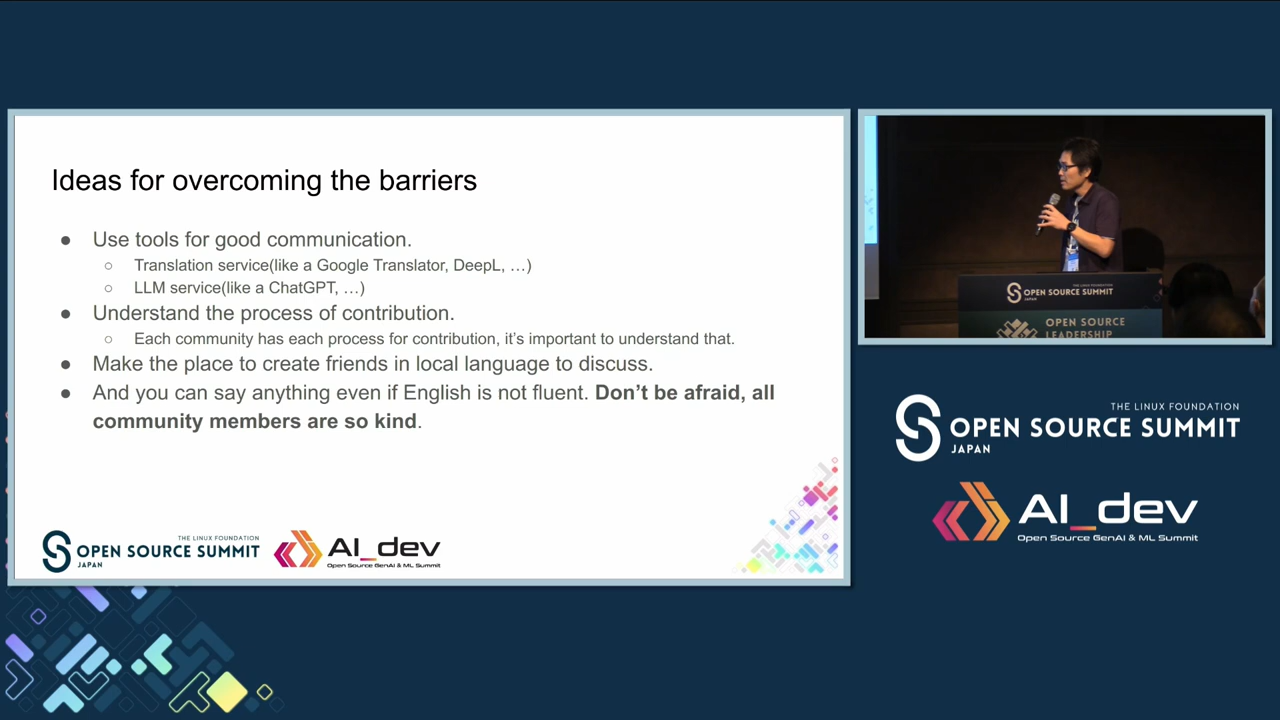 Ideas for overcoming the barriers
● Use tools for good communication.
○ Translation service(like a Google Translator, DeepL, …)
○ LLM service(like a ChatGPT, …)
● Understand the process of contribution.
○ Each community has each process for contribution, it’s important to understand that.
● Make the place to create friends in local language to discuss.
● And you can say anything even if English is not fluent. Don’t be afraid, all
community members are so kind.
THE LINUX FOUNDATION
OPEN SOURCE SUMMIT
JAPAN
AI_dev
Open Source GenAI & ML Summit
THE LINUX FOUNDATION
OPEN SOURCE SUMMIT
JAPAN
OPEN SOURCE
LEADERSHIP
THE LINUX FOUNDATION
OPEN SOURCE SUMMIT
JAPAN
AI_dev
Open Source GenAI & ML Summit